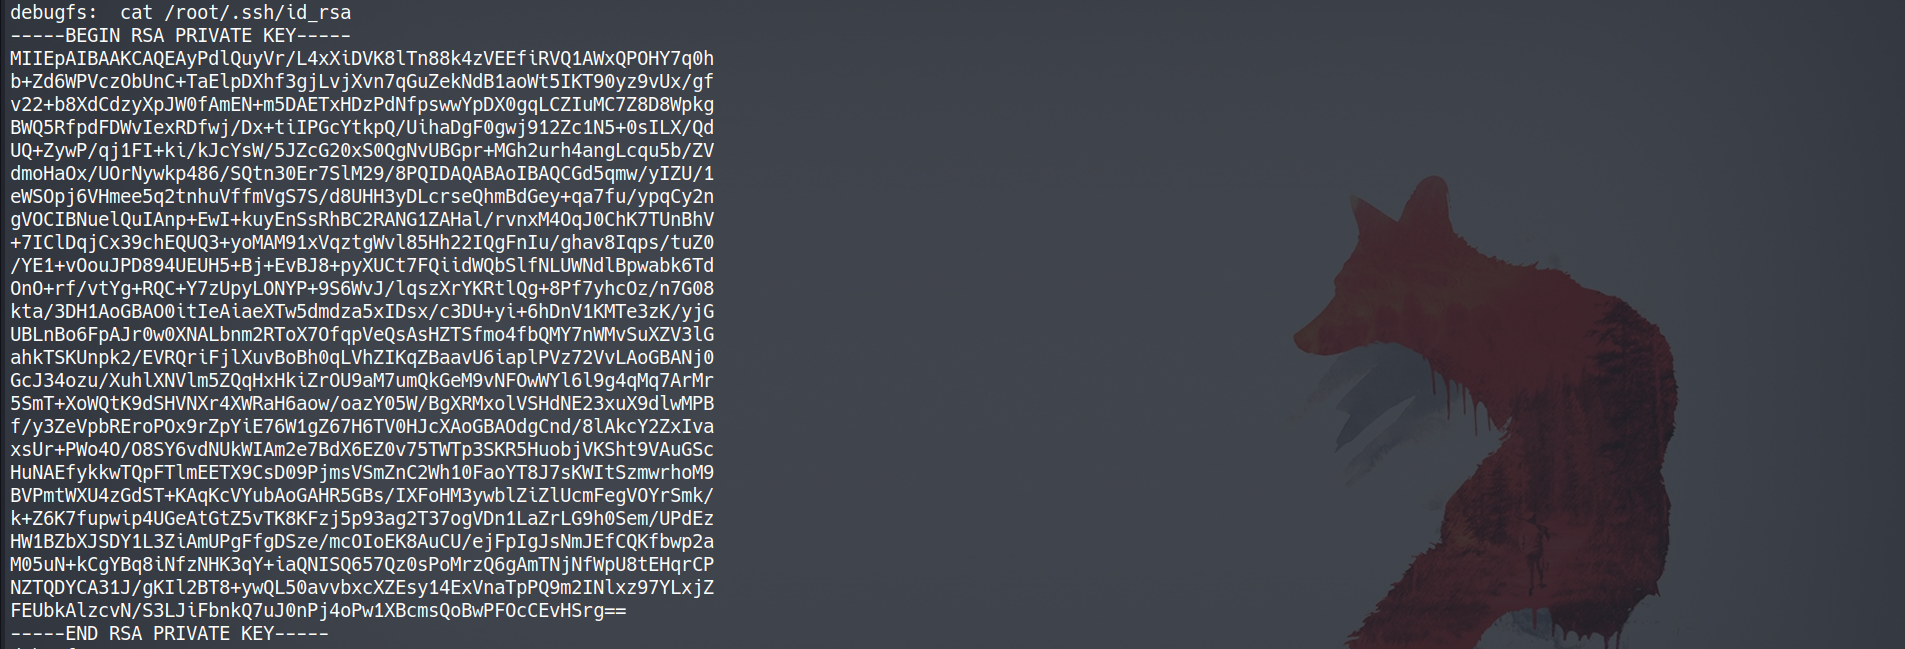 debugfs:  cat /root/.ssh/id_rsa
-----BEGIN RSA PRIVATE KEY-----
MIIEpAIBAAKCAQEAyPdlQuyVr/L4xXiDVK8lTn88k4zVEEfiRVQ1AWxQPOHY7q0h
b+Zd6WPVczObUnC+TaElpDXhf3gjLvjXvn7qGuZekNdB1aoWt5IKT90yz9vUx/gf
v22+b8XdCdzyXpJW0fAmEN+m5DAETxHDzPdNfpswwYpDX0gqLCZIuMC7Z8D8Wpkg
BWQ5RfpdFDWvIexRDfwj/Dx+tiIPGcYtkpQ/UihaDgF0gwj912Zc1N5+0sILX/Qd
UQ+ZywP/qj1FI+ki/kJcYsW/5JZcG20xS0QgNvUBGpr+MGh2urh4angLcqu5b/ZV
dmoHaOx/UOrNywkp486/SQtn30Er7SlM29/8PQIDAQABAoIBAQCGd5qmw/yIZU/1
eWSOpj6VHmee5q2tnhuVffmVgS7S/d8UHH3yDLcrseQhmBdGey+qa7fu/ypqCy2n
gVOCIBNuelQuIAnp+EwI+kuyEnSsRhBC2RANG1ZAHal/rvnxM4OqJ0ChK7TUnBhV
+7IClDqjCx39chEQUQ3+yoMAM91xVqztgWvl85Hh22IQgFnIu/ghav8Iqps/tuZ0
/YE1+vOouJPD894UEUH5+Bj+EvBJ8+pyXUCt7FQiidWQbSlfNLUWNdlBpwabk6Td
OnO+rf/vtYg+RQC+Y7zUpyLONYP+9S6WvJ/lqszXrYKRtlQg+8Pf7yhcOz/n7G08
kta/3DH1AoGBAO0itIeAiaeXTw5dmdza5xIDsx/c3DU+yi+6hDnV1KMTe3zK/yjG
UBLnBo6FpAJr0w0XNALbnm2RToX7OfqpVeQsAsHZTSfmo4fbQMY7nWMvSuXZV3lG
ahkTSKUnpk2/EVRQriFjlXuvBoBh0qLVhZIKqZBaavU6iaplPVz72VvLAoGBANj0
GcJ34ozu/XuhlXNVlm5ZQqHxHkiZrOU9aM7umQkGeM9vNFOwWYl6l9g4qMq7ArMr
5SmT+XoWQtK9dSHVNXr4XWRaH6aow/oazY05W/BgXRMxolVSHdNE23xuX9dlwMPB
f/y3ZeVpbREroPOx9rZpYiE76W1gZ67H6TV0HJcXAoGBAOdgCnd/8lAkcY2ZxIva
xsUr+PWo4O/O8SY6vdNUkWIAm2e7BdX6EZ0v75TWTp3SKR5HuobjVKSht9VAuGSc
HuNAEfykkwTQpFTlmEETX9CsD09PjmsVSmZnC2Wh10FaoYT8J7sKWItSzmwrhoM9
BVPmtWXU4zGdST+KAqKcVYubAoGAHR5GBs/IXFoHM3ywblZiZlUcmFegVOYrSmk/
k+Z6K7fupwip4UGeAtGtZ5vTK8KFzj5p93ag2T37ogVDn1LaZrLG9h0Sem/UPdEz
HW1BZbXJSDY1L3ZiAmUPgFfgDSze/mcOIoEK8AuCU/ejFpIgJsNmJEfCQKfbwp2a
M05uN+kCgYBq8iNfzNHK3qY+iaQNISQ657Qz0sPoMrzQ6gAmTNjNfWpU8tEHqrCP
NZTQDYCA31J/gKIl2BT8+ywQL50avvbxcXZEsy14ExVnaTpPQ9m2INlxz97YLxjZ
FEUbkAlzcvN/S3LJiFbnkQ7uJ0nPj4oPw1XBcmsQoBwPFOcCEvHSrg==
-----END RSA PRIVATE KEY-----